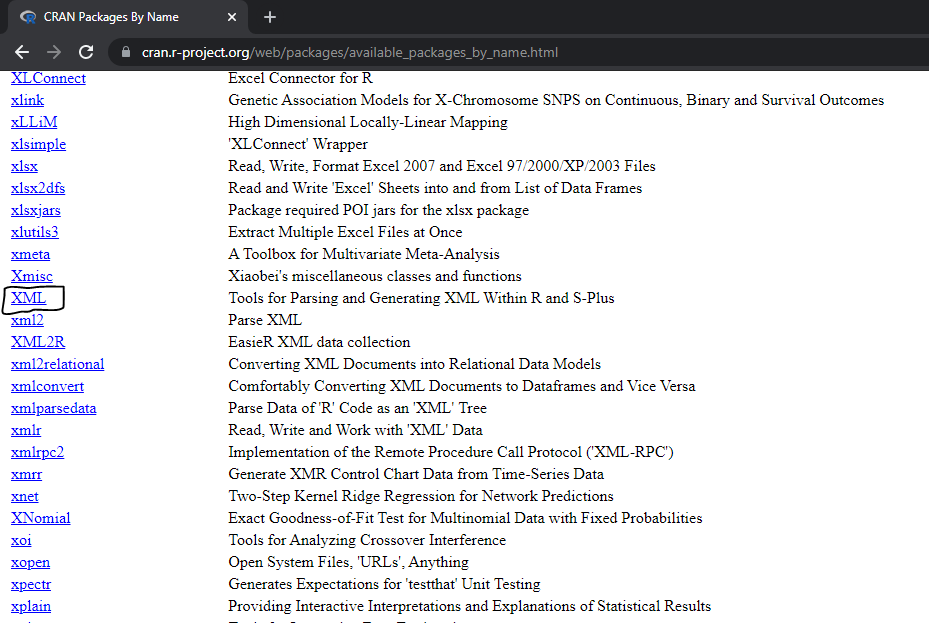 CRAN Packages By Name
cran.r-project.org/web/packages/available_packages_by_name.html
XLConnect Excel Connector for R
xlink Genetic Association Models for X-Chromosome SNPS on Continuous, Binary and Survival Outcomes
xLLiM High Dimensional Locally-Linear Mapping
xlsimple 'XLConnect' Wrapper
xlsx Read, Write, Format Excel 2007 and Excel 97/2000/XP/2003 Files
xlsx2dfs Read and Write 'Excel' Sheets into and from List of Data Frames
xlsxjars Package required POI jars for the xlsx package
xlutils3 Extract Multiple Excel Files at Once
xmeta A Toolbox for Multivariate Meta-Analysis
Xmisc Xiaobei's miscellaneous classes and functions
XML Tools for Parsing and Generating XML Within R and S-Plus
xml2 Parse XML
XML2R EasieR XML data collection
xml2relational Converting XML Documents into Relational Data Models
xmlconvert Comfortably Converting XML Documents to Dataframes and Vice Versa
xmlparsedata Parse Data of 'R' Code as an 'XML' Tree
xmlr Read, Write and Work with 'XML' Data
xmlrpc2 Implementation of the Remote Procedure Call Protocol ('XML-RPC')
xmrr Generate XMR Control Chart Data from Time-Series Data
xnet Two-Step Kernel Ridge Regression for Network Predictions
XNomial Exact Goodness-of-Fit Test for Multinomial Data with Fixed Probabilities
xoi Tools for Analyzing Crossover Interference
xopen Open System Files, 'URLs', Anything
xpectr Generates Expectations for 'testthat' Unit Testing
xplain Providing Interactive Interpretations and Explanations of Statistical Results